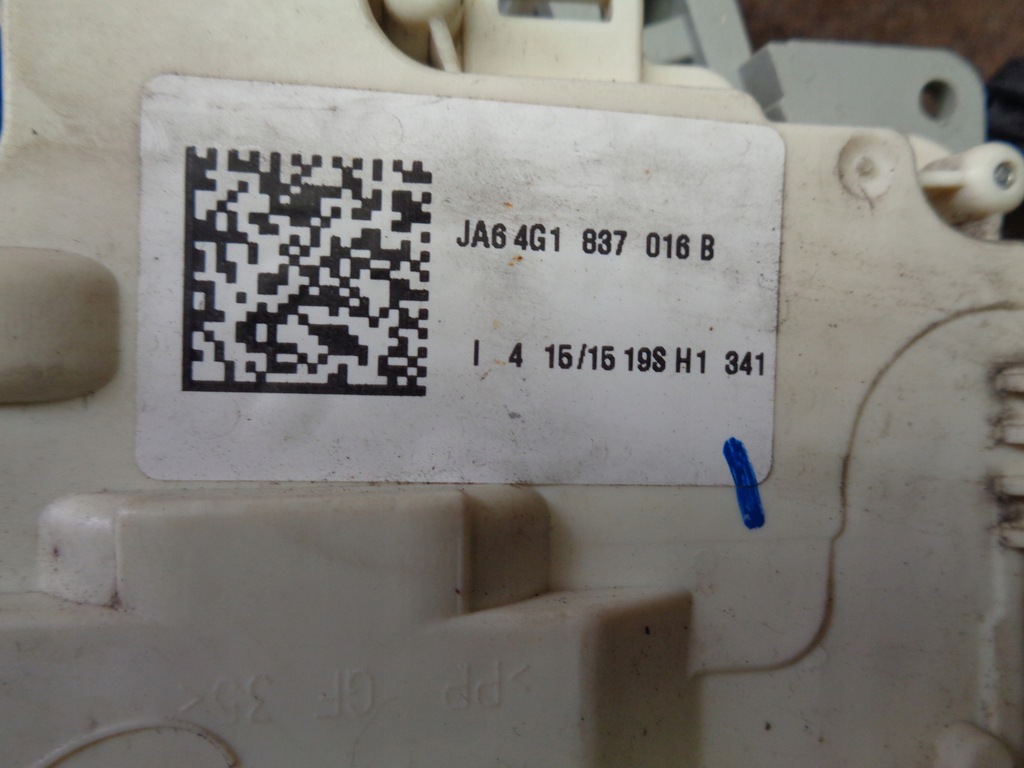 JA6 4G1 837 016 B
I 4 15/15 19S H1 341
>PP GF 35<